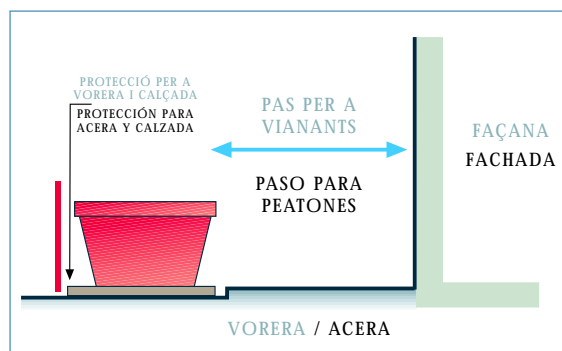 PROTECCIÓ PER A
VORERA I CALÇADA
PROTECCIÓN PARA
ACERA Y CALZADA
PAS PER A
VIANANTS
PASO PARA
PEATONES
FAÇANA
FACHADA
VORERA / ACERA